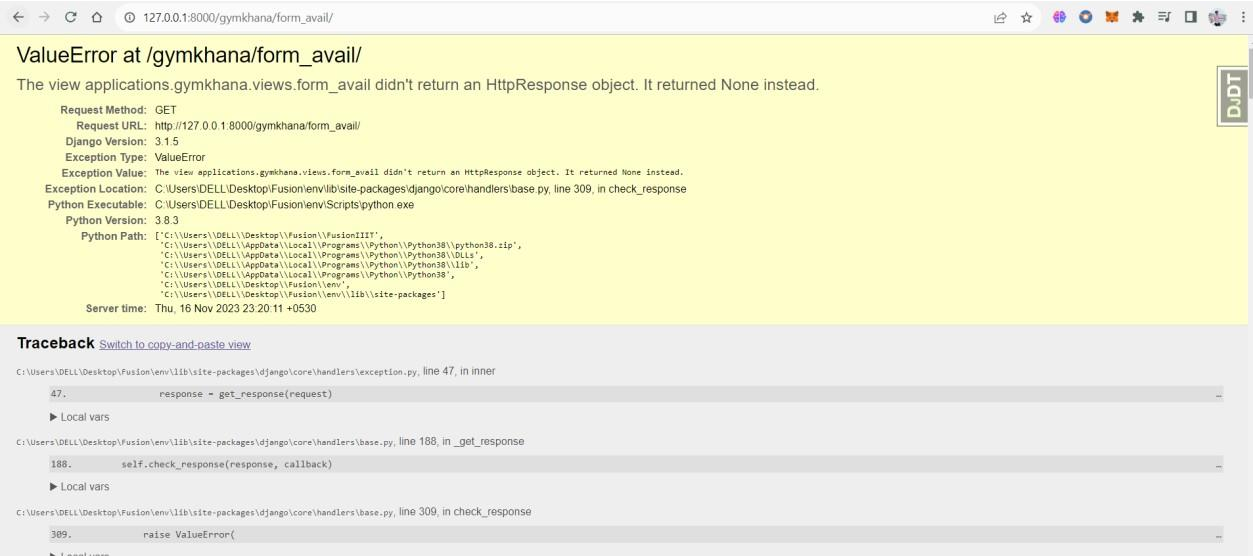 127.0.0.1:8000/gymkhana/form_avail/
ValueError at /gymkhana/form_avail/
The view applications.gymkhana.views.form_avail didn't return an HttpResponse object. It returned None instead.
DJDT
Request Method: GET
Request URL: http://127.0.0.1:8000/gymkhana/form_avail/
Django Version: 3.1.5
Exception Type: ValueError
Exception Value: The view applications.gymkhana.views.form_avail didn't return an HttpResponse object. It returned None instead.
Exception Location: C:\Users\DELL\Desktop\Fusion\env\lib\site-packages\django\core\handlers\base.py, line 309, in check_response
Python Executable: C:\Users\DELL\Desktop\Fusion\env\Scripts\python.exe
Python Version: 3.8.3
Python Path: ['C:\\Users\\DELL\\Desktop\\Fusion\\FusionIIIT',
'C:\\Users\\DELL\\AppData\\Local\\Programs\\Python\\Python38\\python38.zip',
'C:\\Users\\DELL\\AppData\\Local\\Programs\\Python\\Python38\\DLLs',
'C:\\Users\\DELL\\AppData\\Local\\Programs\\Python\\Python38\\lib',
'C:\\Users\\DELL\\AppData\\Local\\Programs\\Python\\Python38',
'C:\\Users\\DELL\\Desktop\\Fusion\\env',
'C:\\Users\\DELL\\Desktop\\Fusion\\env\\lib\\site-packages']
Server time: Thu, 16 Nov 2023 23:20:11 +0530
Traceback Switch to copy-and-paste view
C:\Users\DELL\Desktop\Fusion\env\lib\site-packages\django\core\handlers\exception.py, line 47, in inner
47. response = get_response(request) …
▶ Local vars
C:\Users\DELL\Desktop\Fusion\env\lib\site-packages\django\core\handlers\base.py, line 188, in _get_response
188. self.check_response(response, callback) …
▶ Local vars
C:\Users\DELL\Desktop\Fusion\env\lib\site-packages\django\core\handlers\base.py, line 309, in check_response
309. raise ValueError( …
▶ Local vars